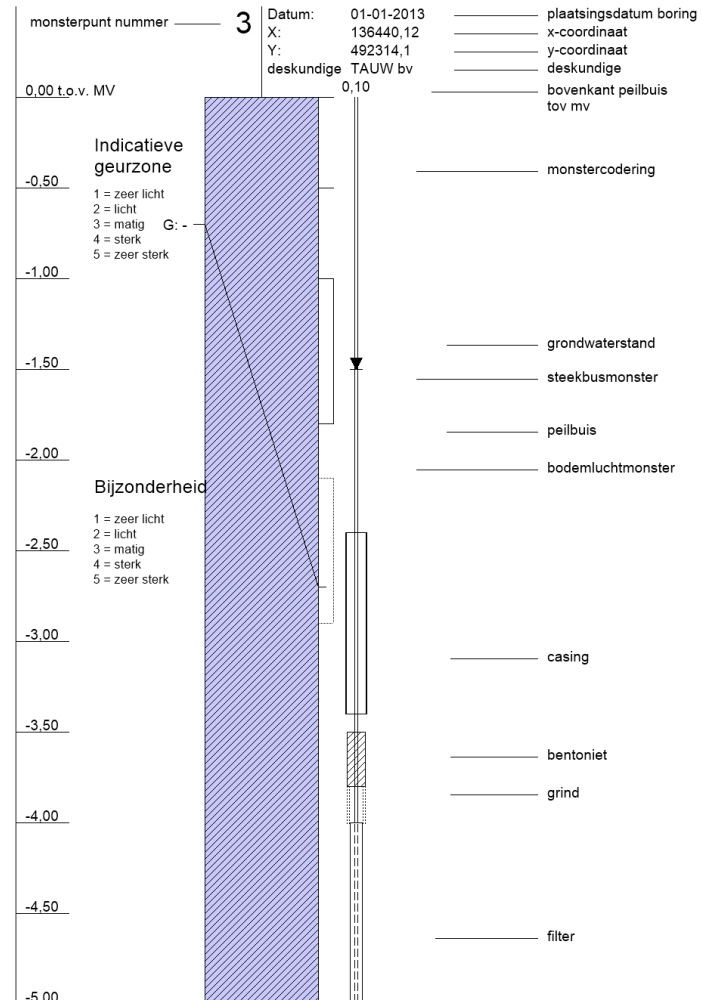 monsterpunt nummer
3
Datum: 01-01-2013 plaatsingsdatum boring
X: 136440,12 x-coordinaat
Y: 492314,1 y-coordinaat
deskundige TAUW bv deskundige
0,00 t.o.v. MV
0,10
bovenkant peilbuis
tov mv
Indicatieve
geurzone
monstercodering
-0,50
1 = zeer licht
2 = licht
3 = matig G: -
4 = sterk
5 = zeer sterk
-1,00
grondwaterstand
-1,50
steekbusmonster
peilbuis
-2,00
bodemluchtmonster
Bijzonderheid
1 = zeer licht
2 = licht
-2,50
3 = matig
4 = sterk
5 = zeer sterk
-3,00
casing
-3,50
bentoniet
grind
-4,00
-4,50
filter
-5,00